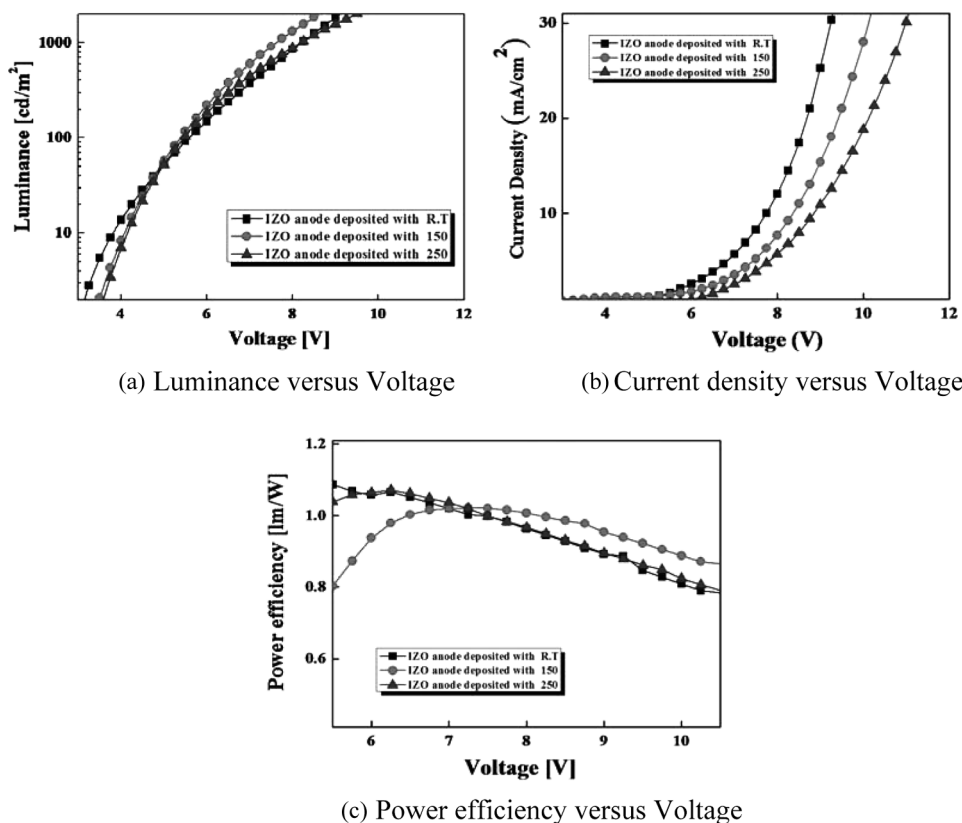 1000
100
10
Luminance [cd/m²]
IZO anode deposited with R.T
IZO anode deposited with 150
IZO anode deposited with 250
4 6 8 10 12
Voltage [V]
(a) Luminance versus Voltage
30
20
10
Current Density (mA/cm²)
IZO anode deposited with R.T
IZO anode deposited with 150
IZO anode deposited with 250
4 6 8 10 12
Voltage (V)
(b) Current density versus Voltage
1.2
1.0
0.8
0.6
Power efficiency [lm/W]
IZO anode deposited with R.T
IZO anode deposited with 150
IZO anode deposited with 250
6 7 8 9 10
Voltage [V]
(c) Power efficiency versus Voltage